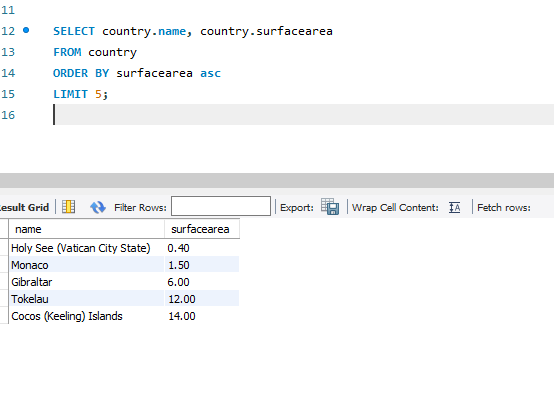 11
12 SELECT country.name, country.surfacearea
13 FROM country
14 ORDER BY surfacearea asc
15 LIMIT 5;
16
esult Grid Filter Rows: Export: Wrap Cell Content: Fetch rows:
name surfacearea
Holy See (Vatican City State) 0.40
Monaco 1.50
Gibraltar 6.00
Tokelau 12.00
Cocos (Keeling) Islands 14.00